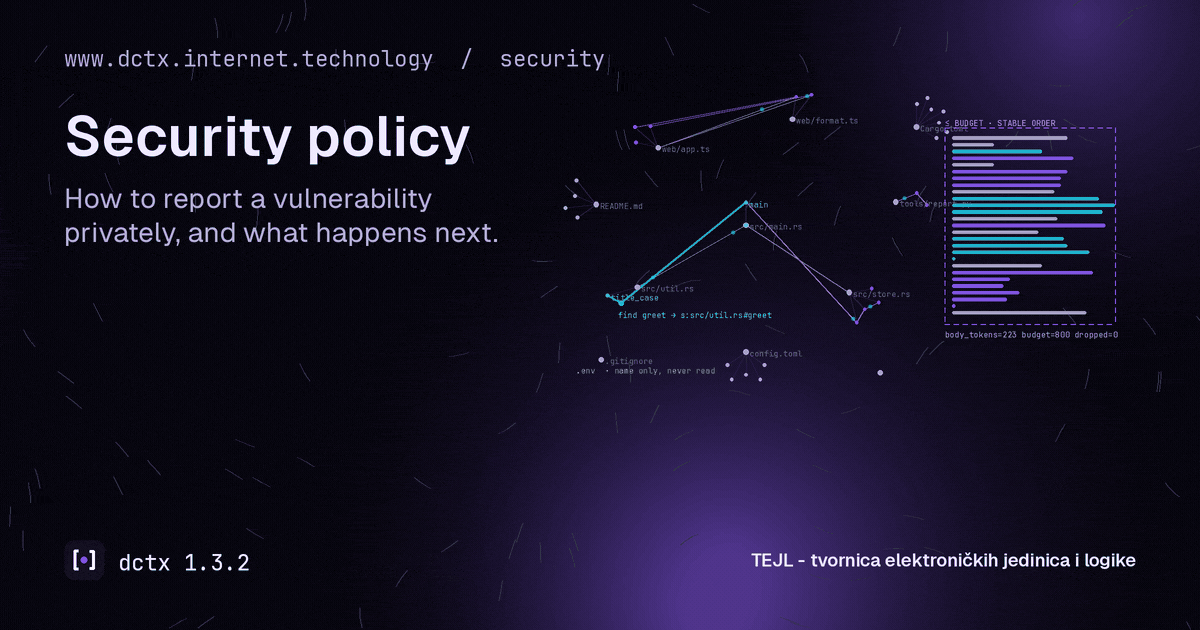 www.dctx.internet.technology / security
Security policy
How to report a vulnerability
privately, and what happens next.
web/format.ts
web/app.ts
README.md
main
src/main.rs
src/util.rs
title_case
find greet → s:src/util.rs#greet
src/store.rs
.gitignore
.env · name only, never read
config.toml
≤ BUDGET · STABLE ORDER
body_tokens=223 budget=800 dropped=0
dctx 1.3.2
TEJL - tvornica elektroničkih jedinica i logike